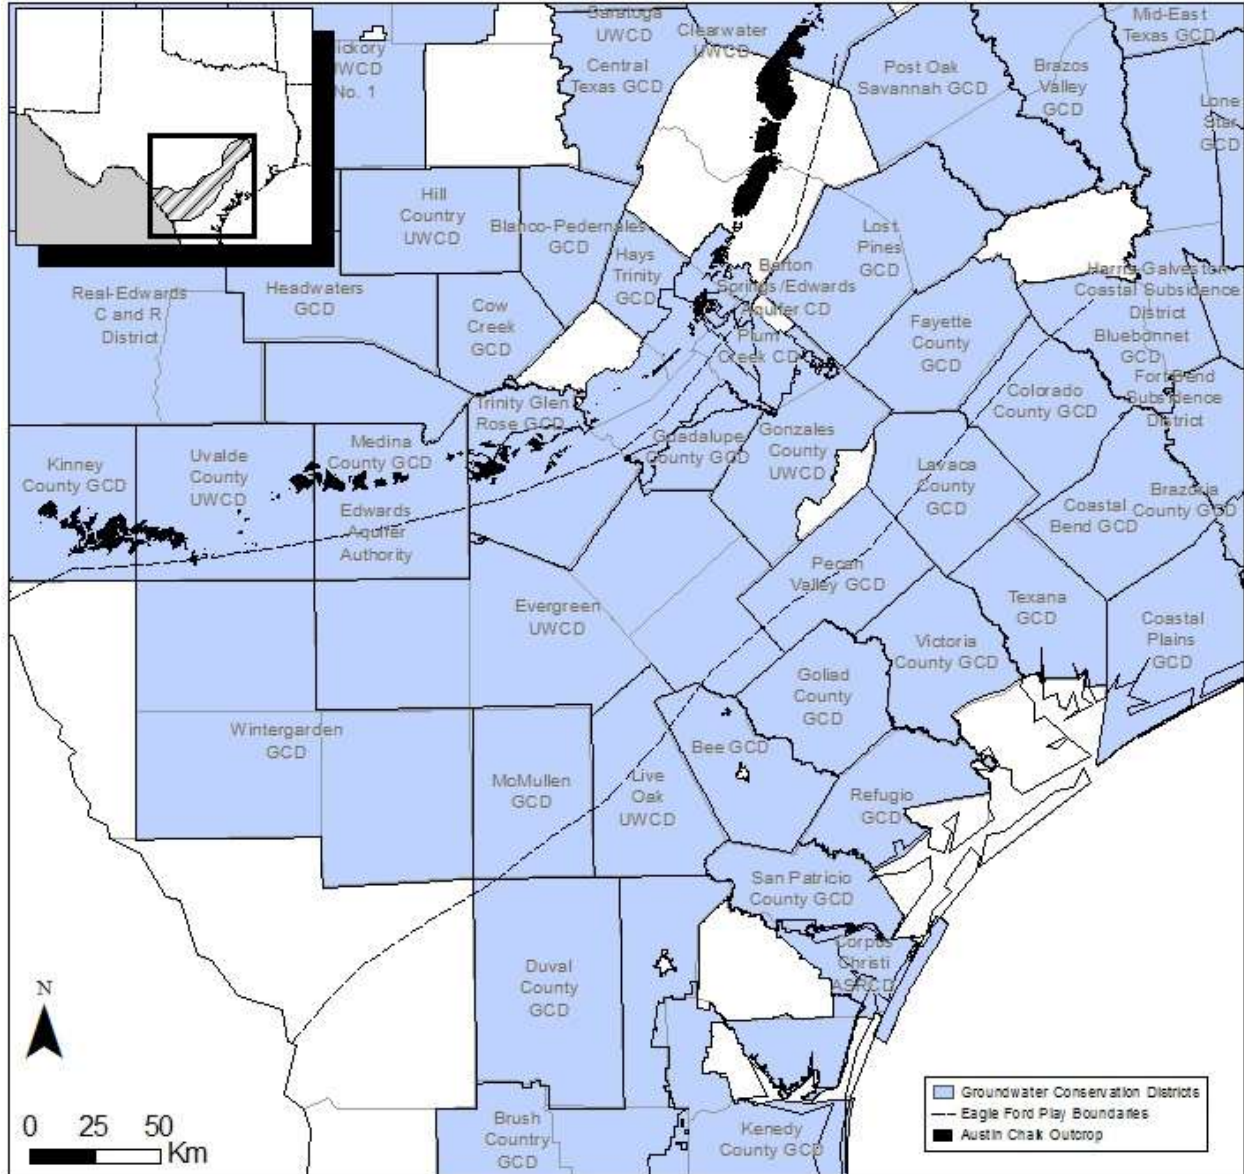 Saratoga
UWCD
Clearwater
UWCD
Mid-East
Texas GCD
Hickory
UWCD
No. 1
Central
Texas GCD
Post Oak
Savannah GCD
Brazos
Valley
GCD
Lone
Star
GCD
Hill
Country
UWCD
Blanco-Pedernales
GCD
Hays
Trinity
GCD
Lost
Pines
GCD
Real-Edwards
C and R
District
Headwaters
GCD
Cow
Creek
GCD
Barton
Springs/Edwards
Aquifer CD
Plum
Creek CD
Fayette
County
GCD
Harris-Galveston
Coastal Subsidence
District
Bluebonnet
GCD
Fort Bend
Subsidence
District
Colorado
County GCD
Trinity Glen
Rose GCD
Kinney
County GCD
Uvalde
County
UWCD
Medina
County GCD
Edwards
Aquifer
Authority
Guadalupe
County GCD
Gonzales
County
UWCD
Lavaca
County
GCD
Coastal
Bend GCD
Brazoria
County GCD
Evergreen
UWCD
Pecan
Valley GCD
Texana
GCD
Coastal
Plains
GCD
Victoria
County GCD
Goliad
County
GCD
Wintergarden
GCD
McMullen
GCD
Live
Oak
UWCD
Bee GCD
Refugio
GCD
San Patricio
County GCD
Corpus
Christi
ASRCD
Duval
County
GCD
Brush
Country
GCD
Kenedy
County GCD
N
0 25 50
Km
Groundwater Conservation Districts
Eagle Ford Play Boundaries
Austin Chalk Outcrop